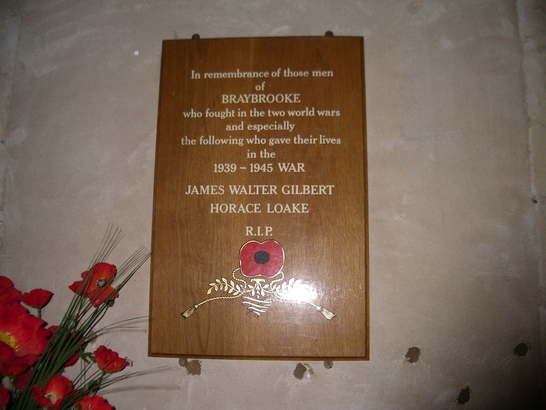 In remembrance of those men
of
BRAYBROOKE
who fought in the two world wars
and especially
the following who gave their lives
in the
1939 – 1945 WAR
JAMES WALTER GILBERT
HORACE LOAKE
R.I.P.